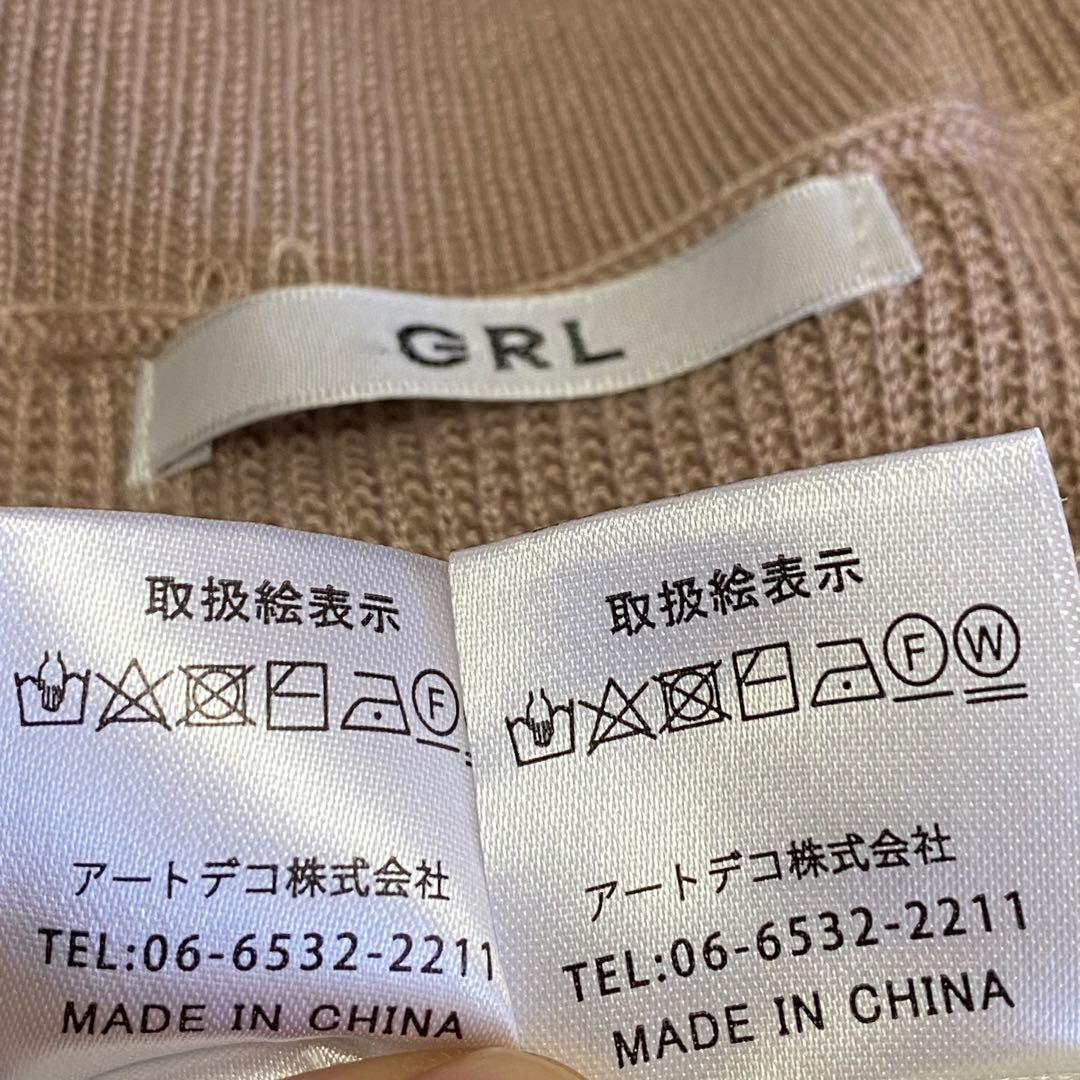 GRL
取扱絵表示
F
アートデコ株式会社
TEL:06-6532-2211
MADE IN CHINA
取扱絵表示
F W
アートデコ株式会社
TEL:06-6532-2211
MADE IN CHINA